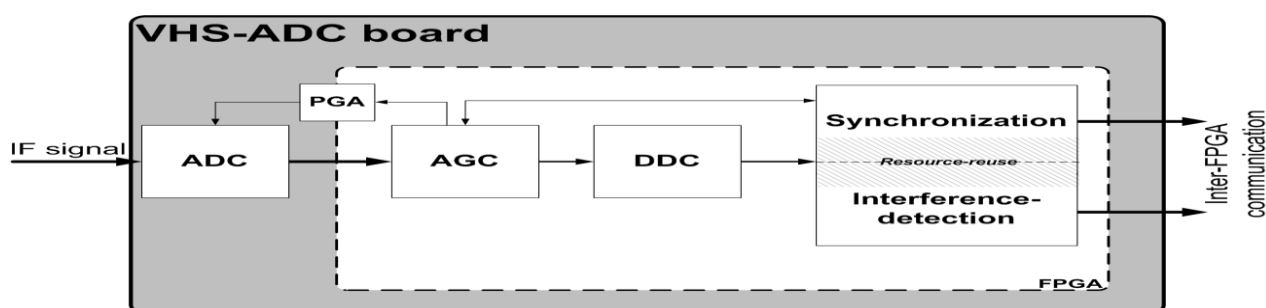 VHS-ADC board
PGA
IF signal
ADC
AGC
DDC
Synchronization
Resource-reuse
Interference-
detection
FPGA
Inter-FPGA
communication